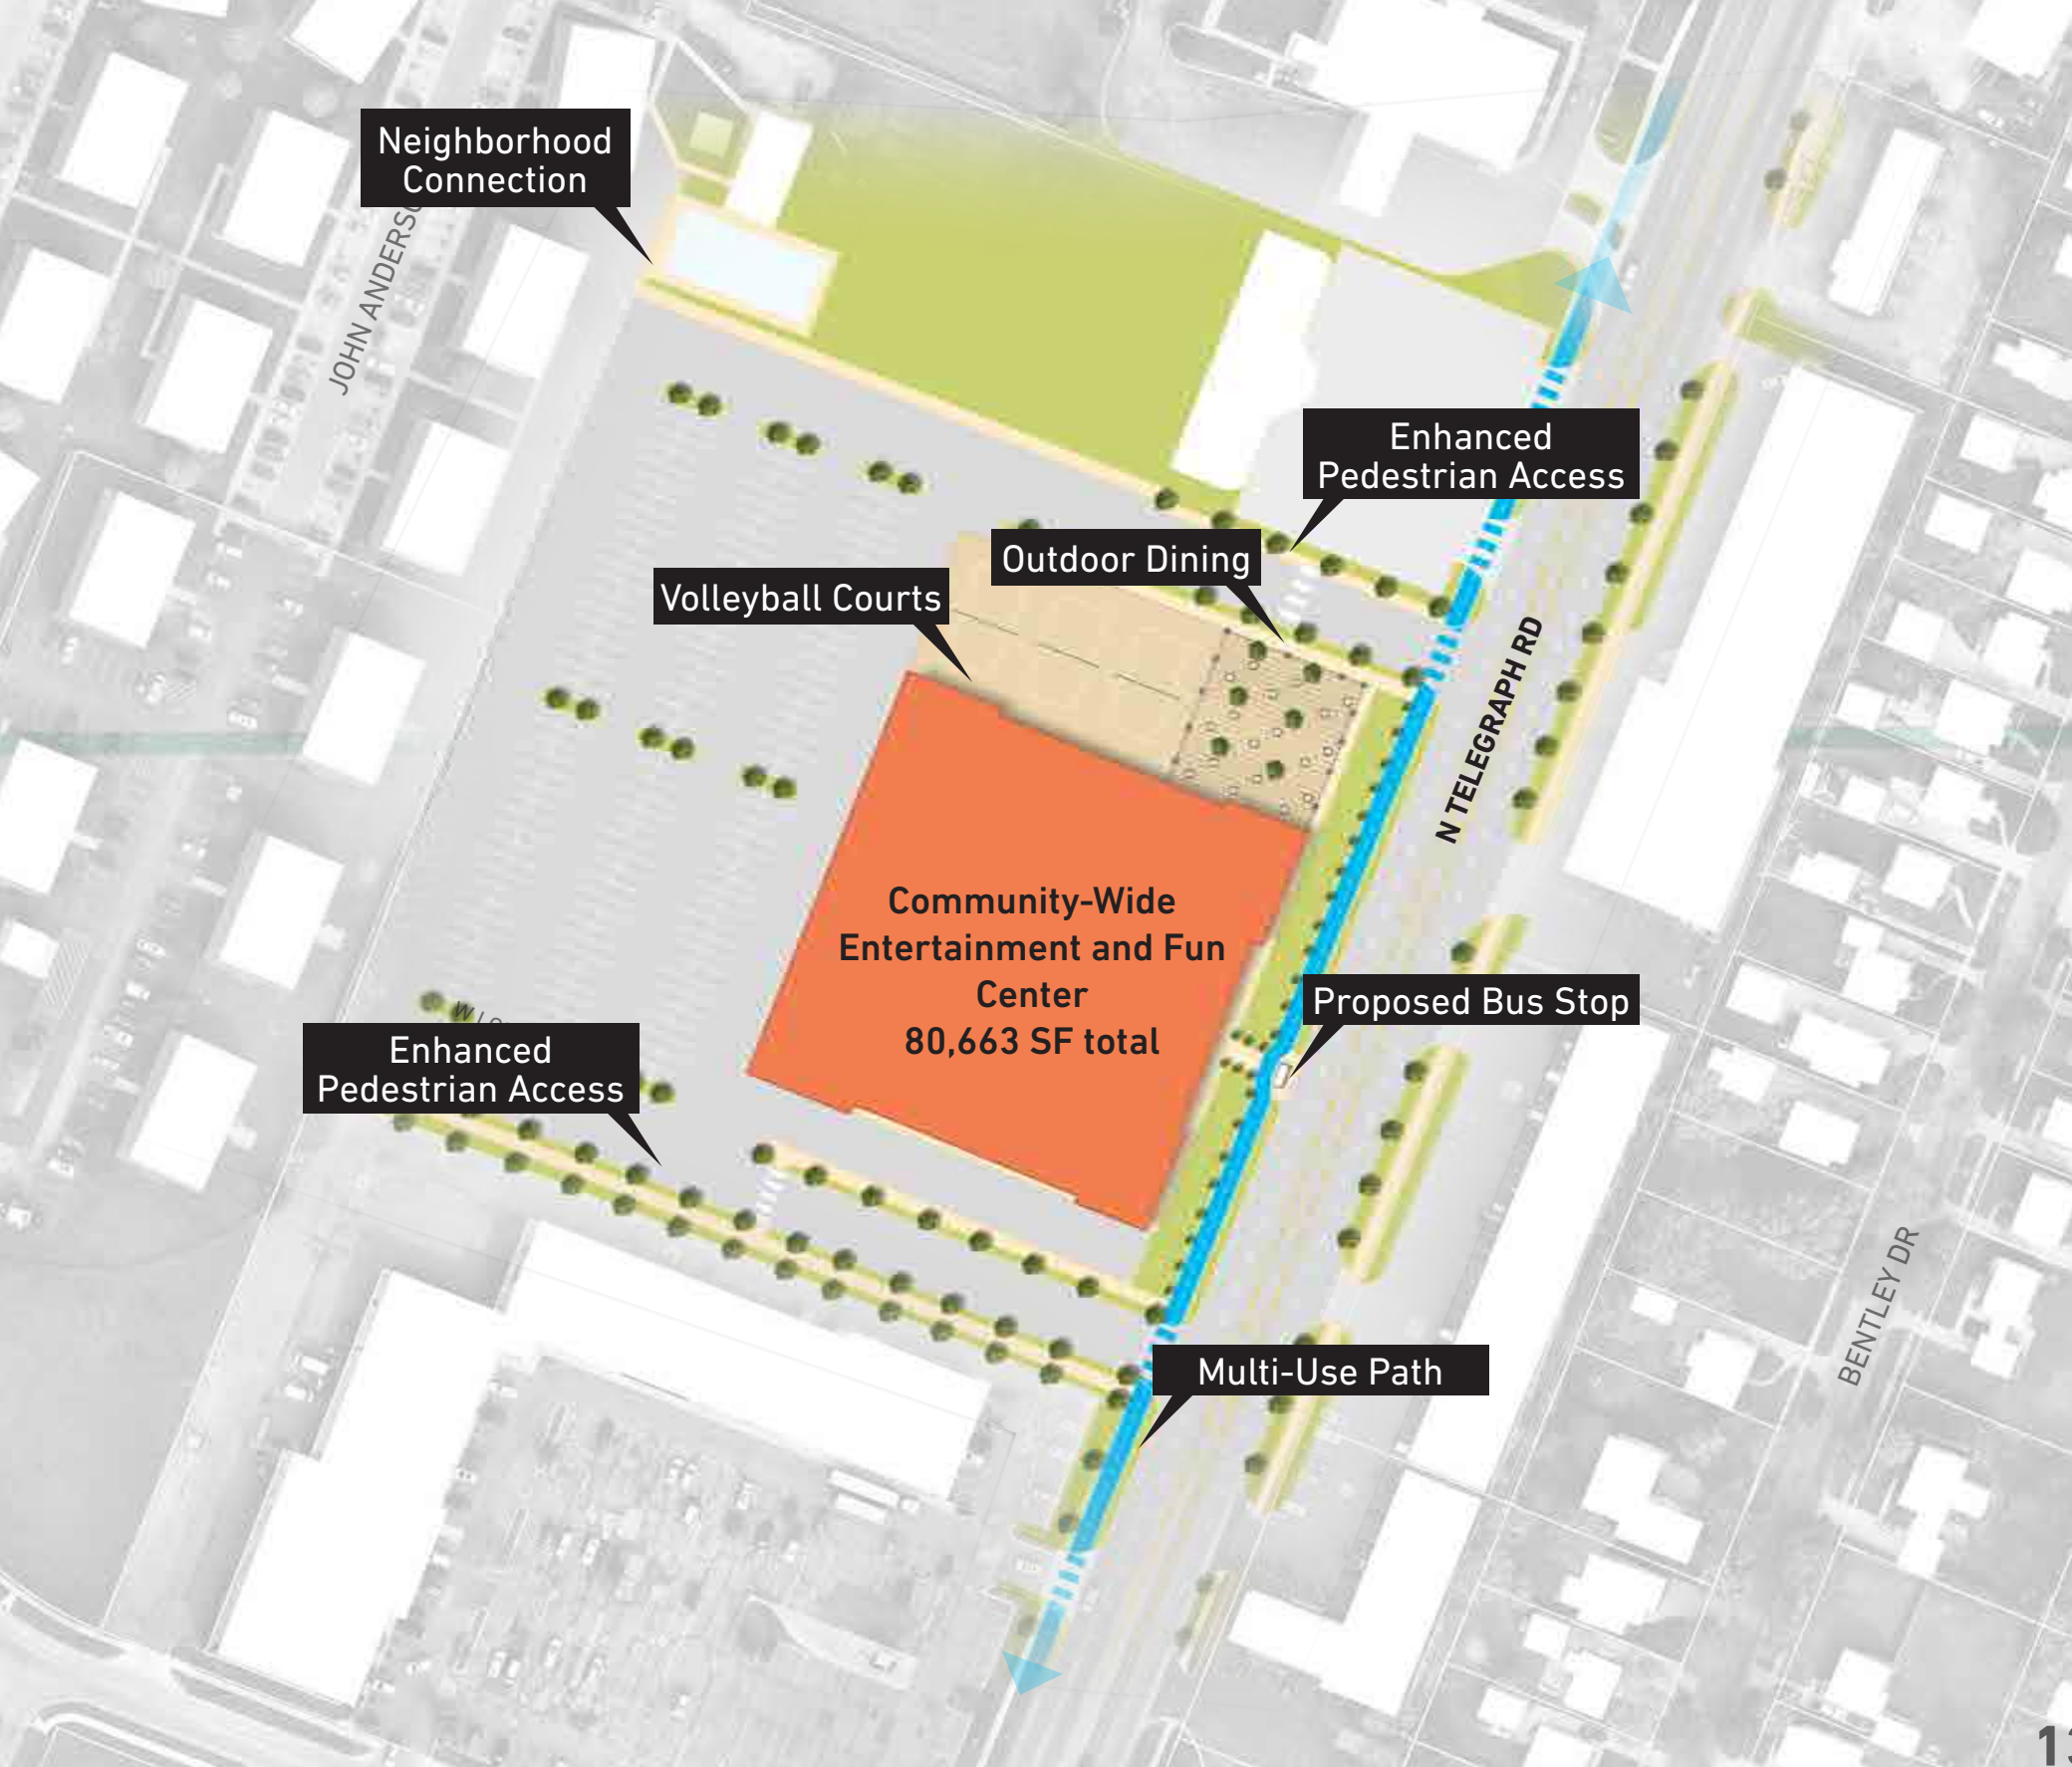 Neighborhood
Connection
JOHN
Enhanced
Pedestrian Access
Outdoor Dining
Volleyball Courts
N TELEGRAPH RD
Community-Wide
Entertainment and Fun
Center
80,663 SF total
Proposed Bus Stop
Enhanced
Pedestrian Access
BENTLEY DR
Multi-Use Path